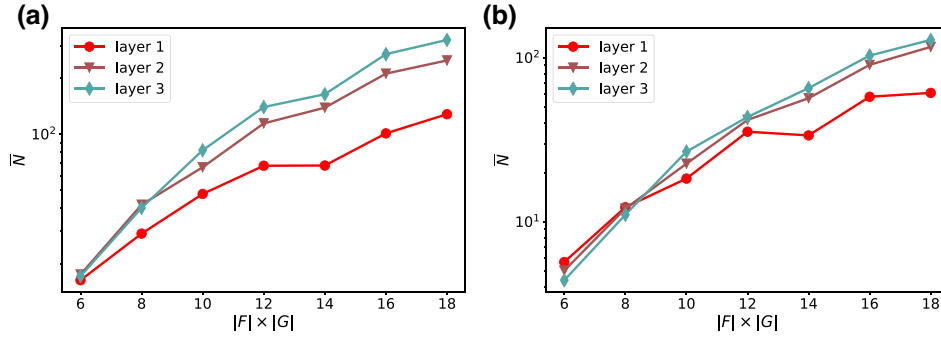 (a)
layer 1
layer 2
layer 3
10²
N̅
6 8 10 12 14 16 18
|F| × |G|
(b)
layer 1
layer 2
layer 3
10²
10¹
N̅
6 8 10 12 14 16 18
|F| × |G|